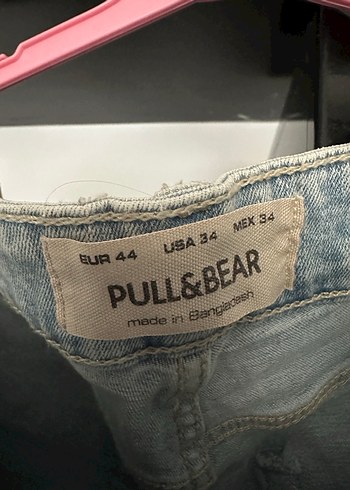 EUR 44 USA 34 MEX 34
PULL&BEAR
made in Bangladesh